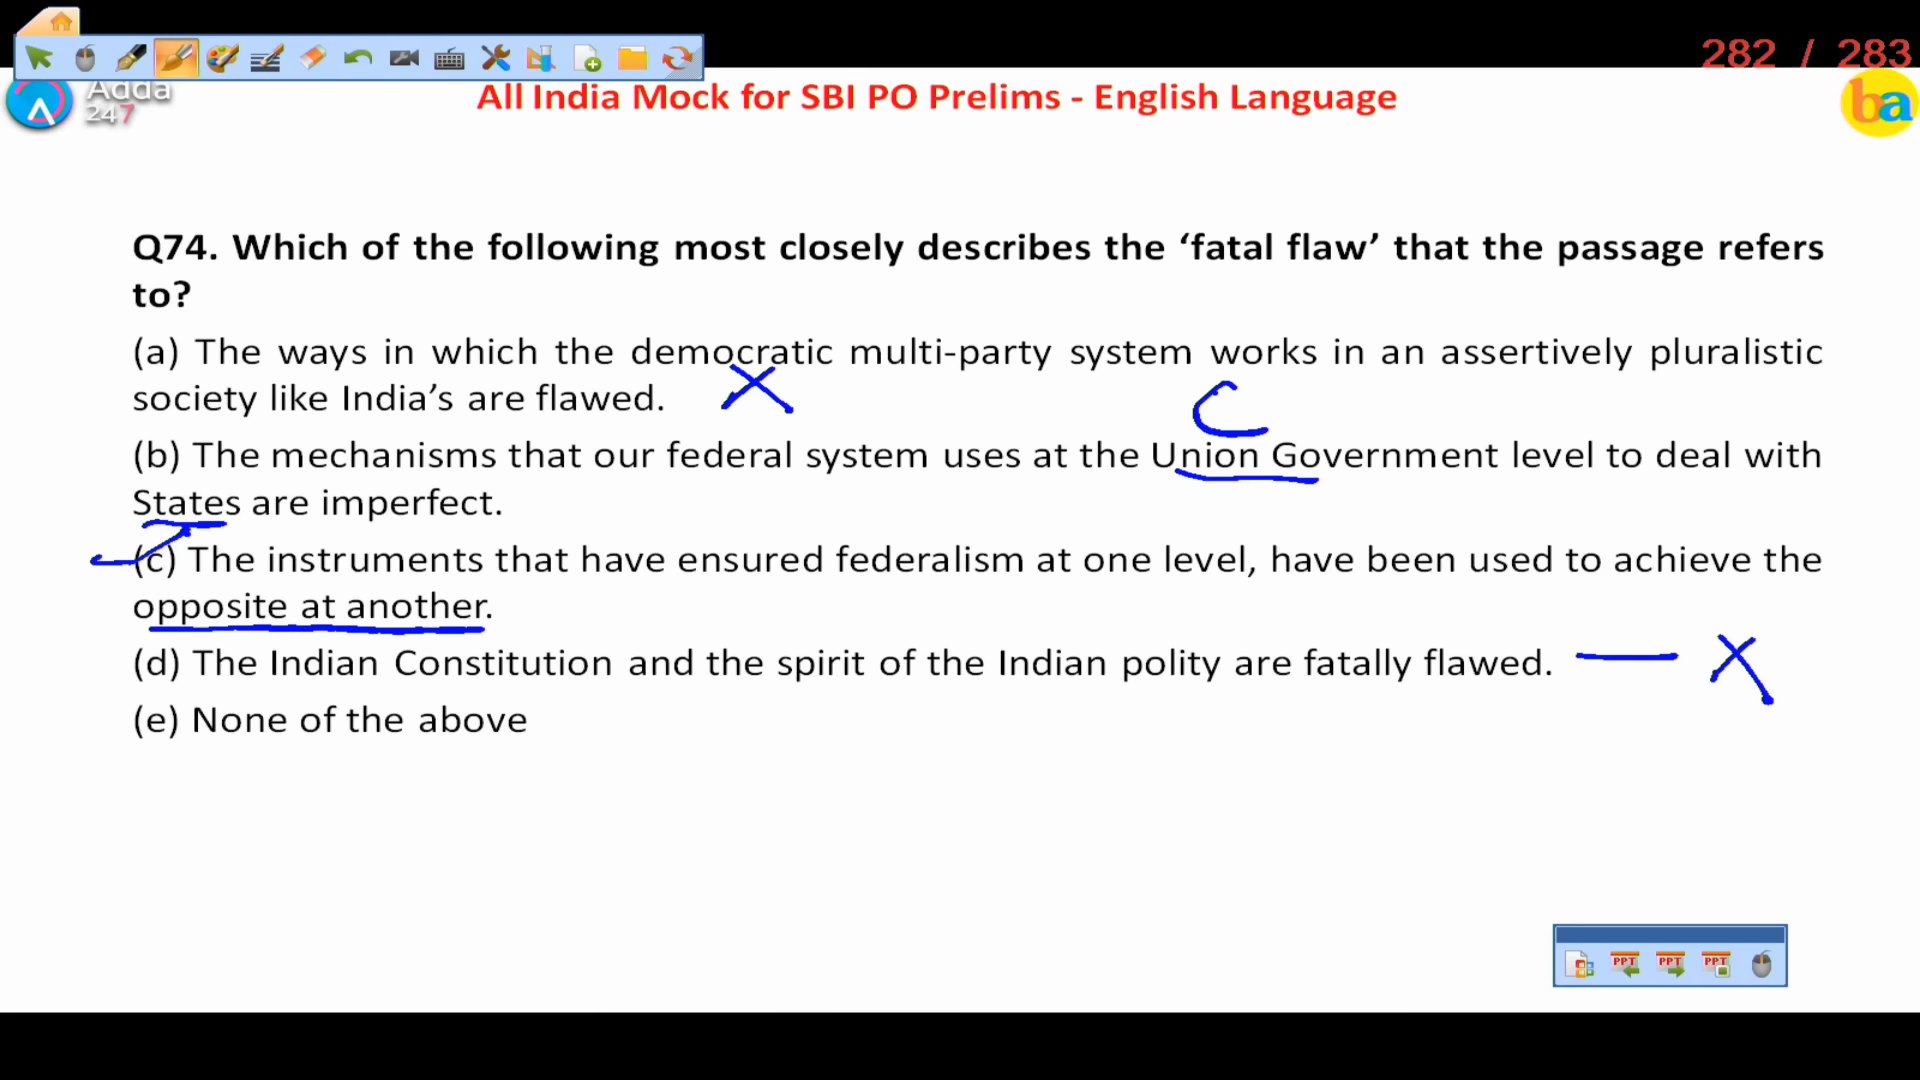 282 / 283
Adda
247
All India Mock for SBI PO Prelims - English Language
ba
Q74. Which of the following most closely describes the ‘fatal flaw’ that the passage refers
to?
(a) The ways in which the democratic multi-party system works in an assertively pluralistic
society like India’s are flawed.
C
(b) The mechanisms that our federal system uses at the Union Government level to deal with
States are imperfect.
(c) The instruments that have ensured federalism at one level, have been used to achieve the
opposite at another.
(d) The Indian Constitution and the spirit of the Indian polity are fatally flawed.
(e) None of the above
PPT PPT PPT